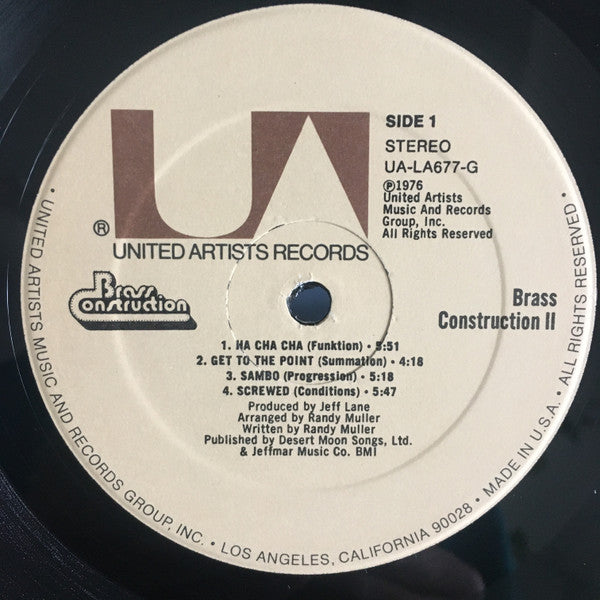 UA
®
UNITED ARTISTS RECORDS
SIDE 1
STEREO
UA-LA677-G
℗1976
United Artists
Music And Records
Group, Inc.
All Rights Reserved
Brass
Construction
Brass
Construction II
1. HA CHA CHA (Funktion) • 5:51
2. GET TO THE POINT (Summation) • 4:18
3. SAMBO (Progression) • 5:18
4. SCREWED (Conditions) • 5:47
Produced by Jeff Lane
Arranged by Randy Muller
Written by Randy Muller
Published by Desert Moon Songs, Ltd.
& Jeffmar Music Co. BMI
• UNITED ARTISTS MUSIC AND RECORDS GROUP, INC. • LOS ANGELES, CALIFORNIA 90028 • MADE IN U.S.A. • ALL RIGHTS RESERVED •